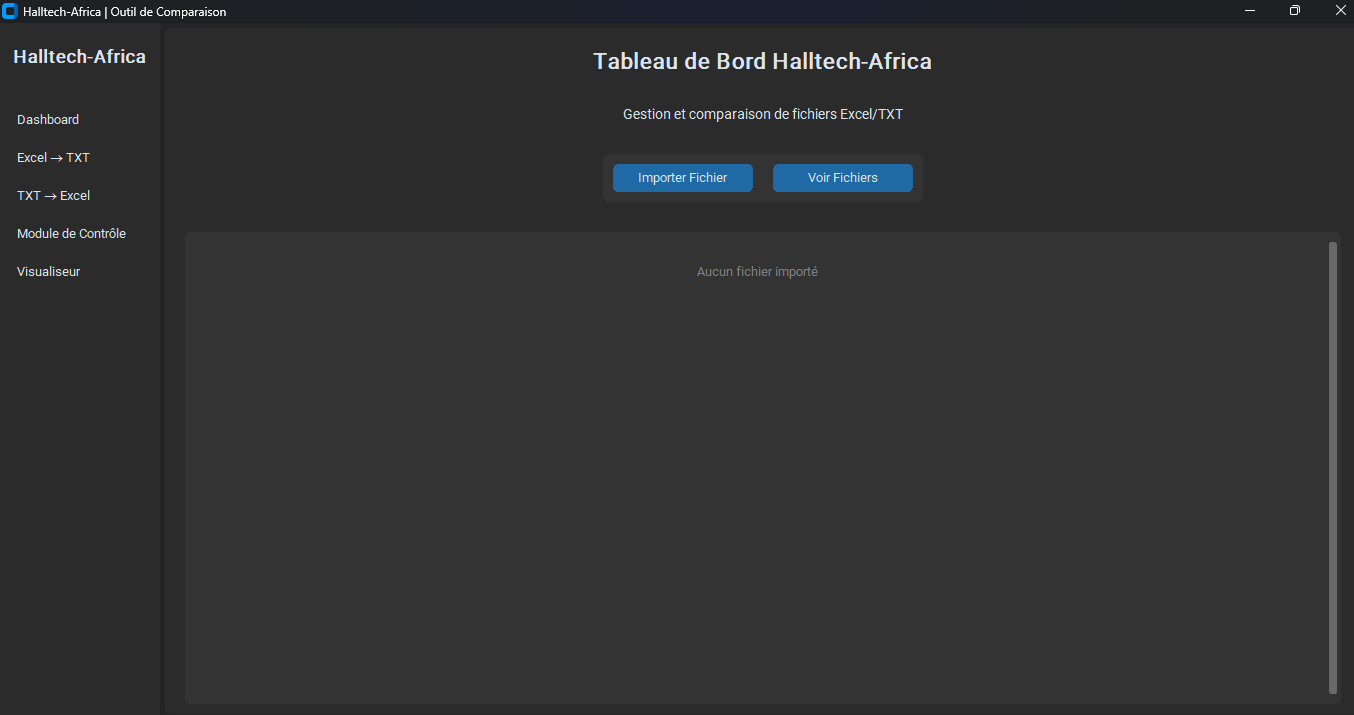 Halltech-Africa | Outil de Comparaison
Halltech-Africa
Dashboard
Excel → TXT
TXT → Excel
Module de Contrôle
Visualiseur
Tableau de Bord Halltech-Africa
Gestion et comparaison de fichiers Excel/TXT
Importer Fichier
Voir Fichiers
Aucun fichier importé